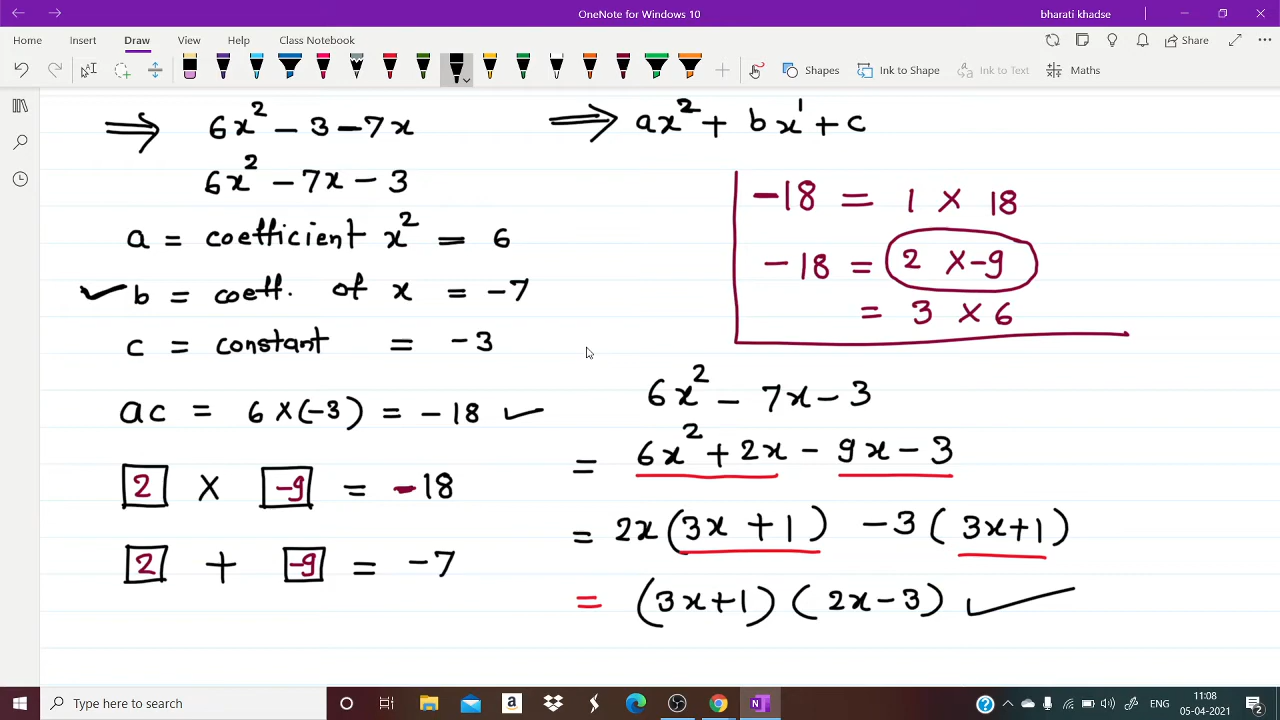 OneNote for Windows 10
bharati khadse
Home Insert Draw View Help Class Notebook
Share
Shapes Ink to Shape Ink to Text Maths
⇒ 6x² - 3 - 7x
6x² - 7x - 3
a = coefficient x² = 6
✓ b = coeff. of x = -7
c = constant = -3
ac = 6 × (-3) = -18 ✓
2 × -9 = -18
2 + -9 = -7
⇒ ax² + bx¹ + c
-18 = 1 × 18
-18 = 2 × -9
= 3 × 6
6x² - 7x - 3
= 6x² + 2x - 9x - 3
= 2x(3x + 1) - 3(3x+1)
= (3x+1)(2x-3) ✓
Type here to search
a
ENG
11:08
05-04-2021
2